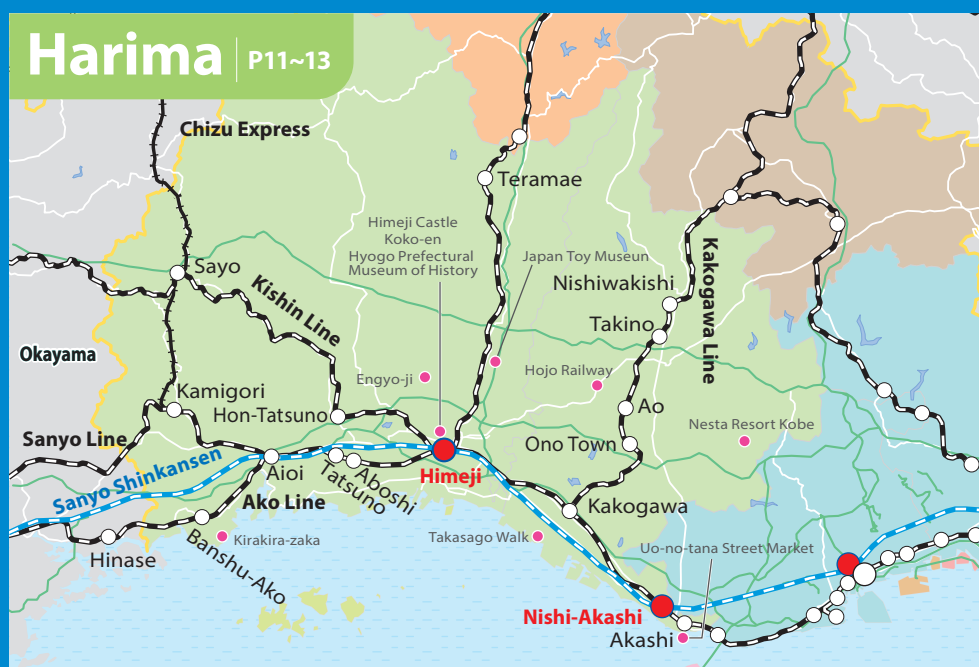 Harima
P11~13
Chizu Express
Teramae
Himeji Castle
Koko-en
Hyogo Prefectural
Museum of History
Japan Toy Museun
Sayo
Kishin Line
Nishiwakishi
Kakogawa Line
Takino
Okayama
Engyo-ji
Hojo Railway
Kamigori
Hon-Tatsuno
Ao
Nesta Resort Kobe
Sanyo Line
Ono Town
Sanyo Shinkansen
Aioi
Tatsuno
Aboshi
Himeji
Ako Line
Kakogawa
Hinase
Banshu-Ako
Kirakira-zaka
Takasago Walk
Uo-no-tana Street Market
Nishi-Akashi
Akashi